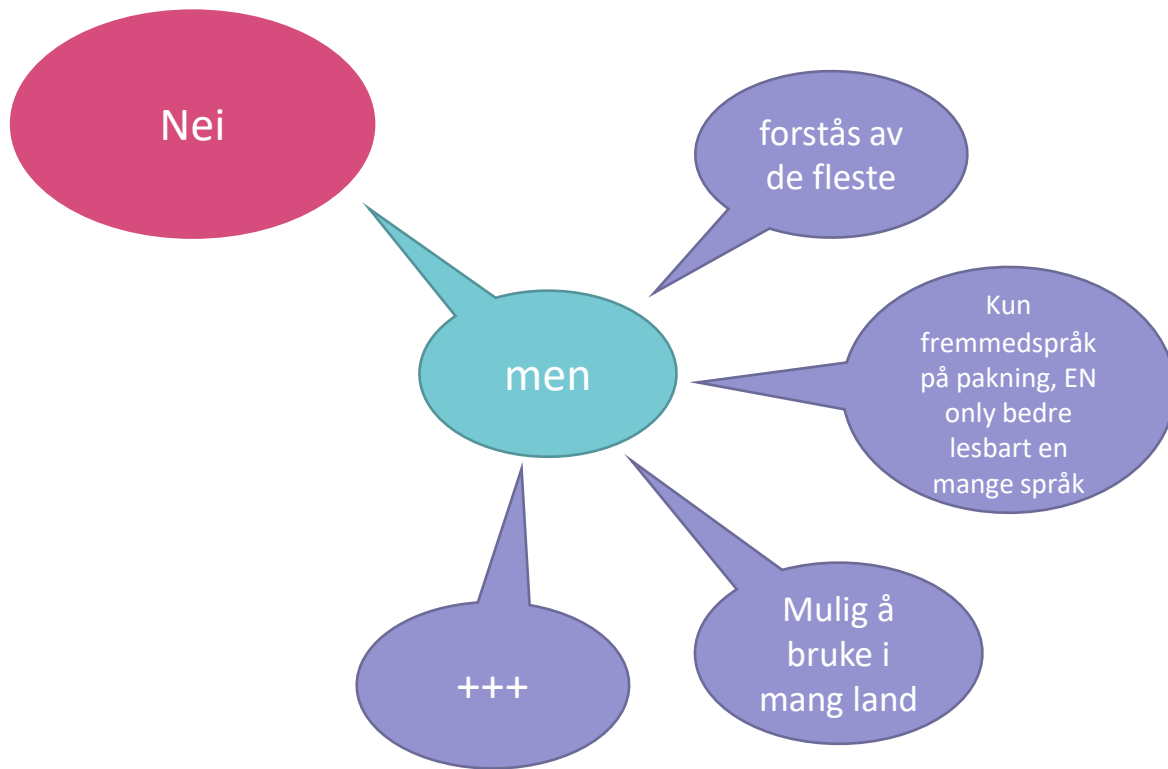 Nei
men
forstås av
de fleste
Kun
fremmedspråk
på pakning, EN
only bedre
lesbart en
mange språk
Mulig å
bruke i
mang land
+++